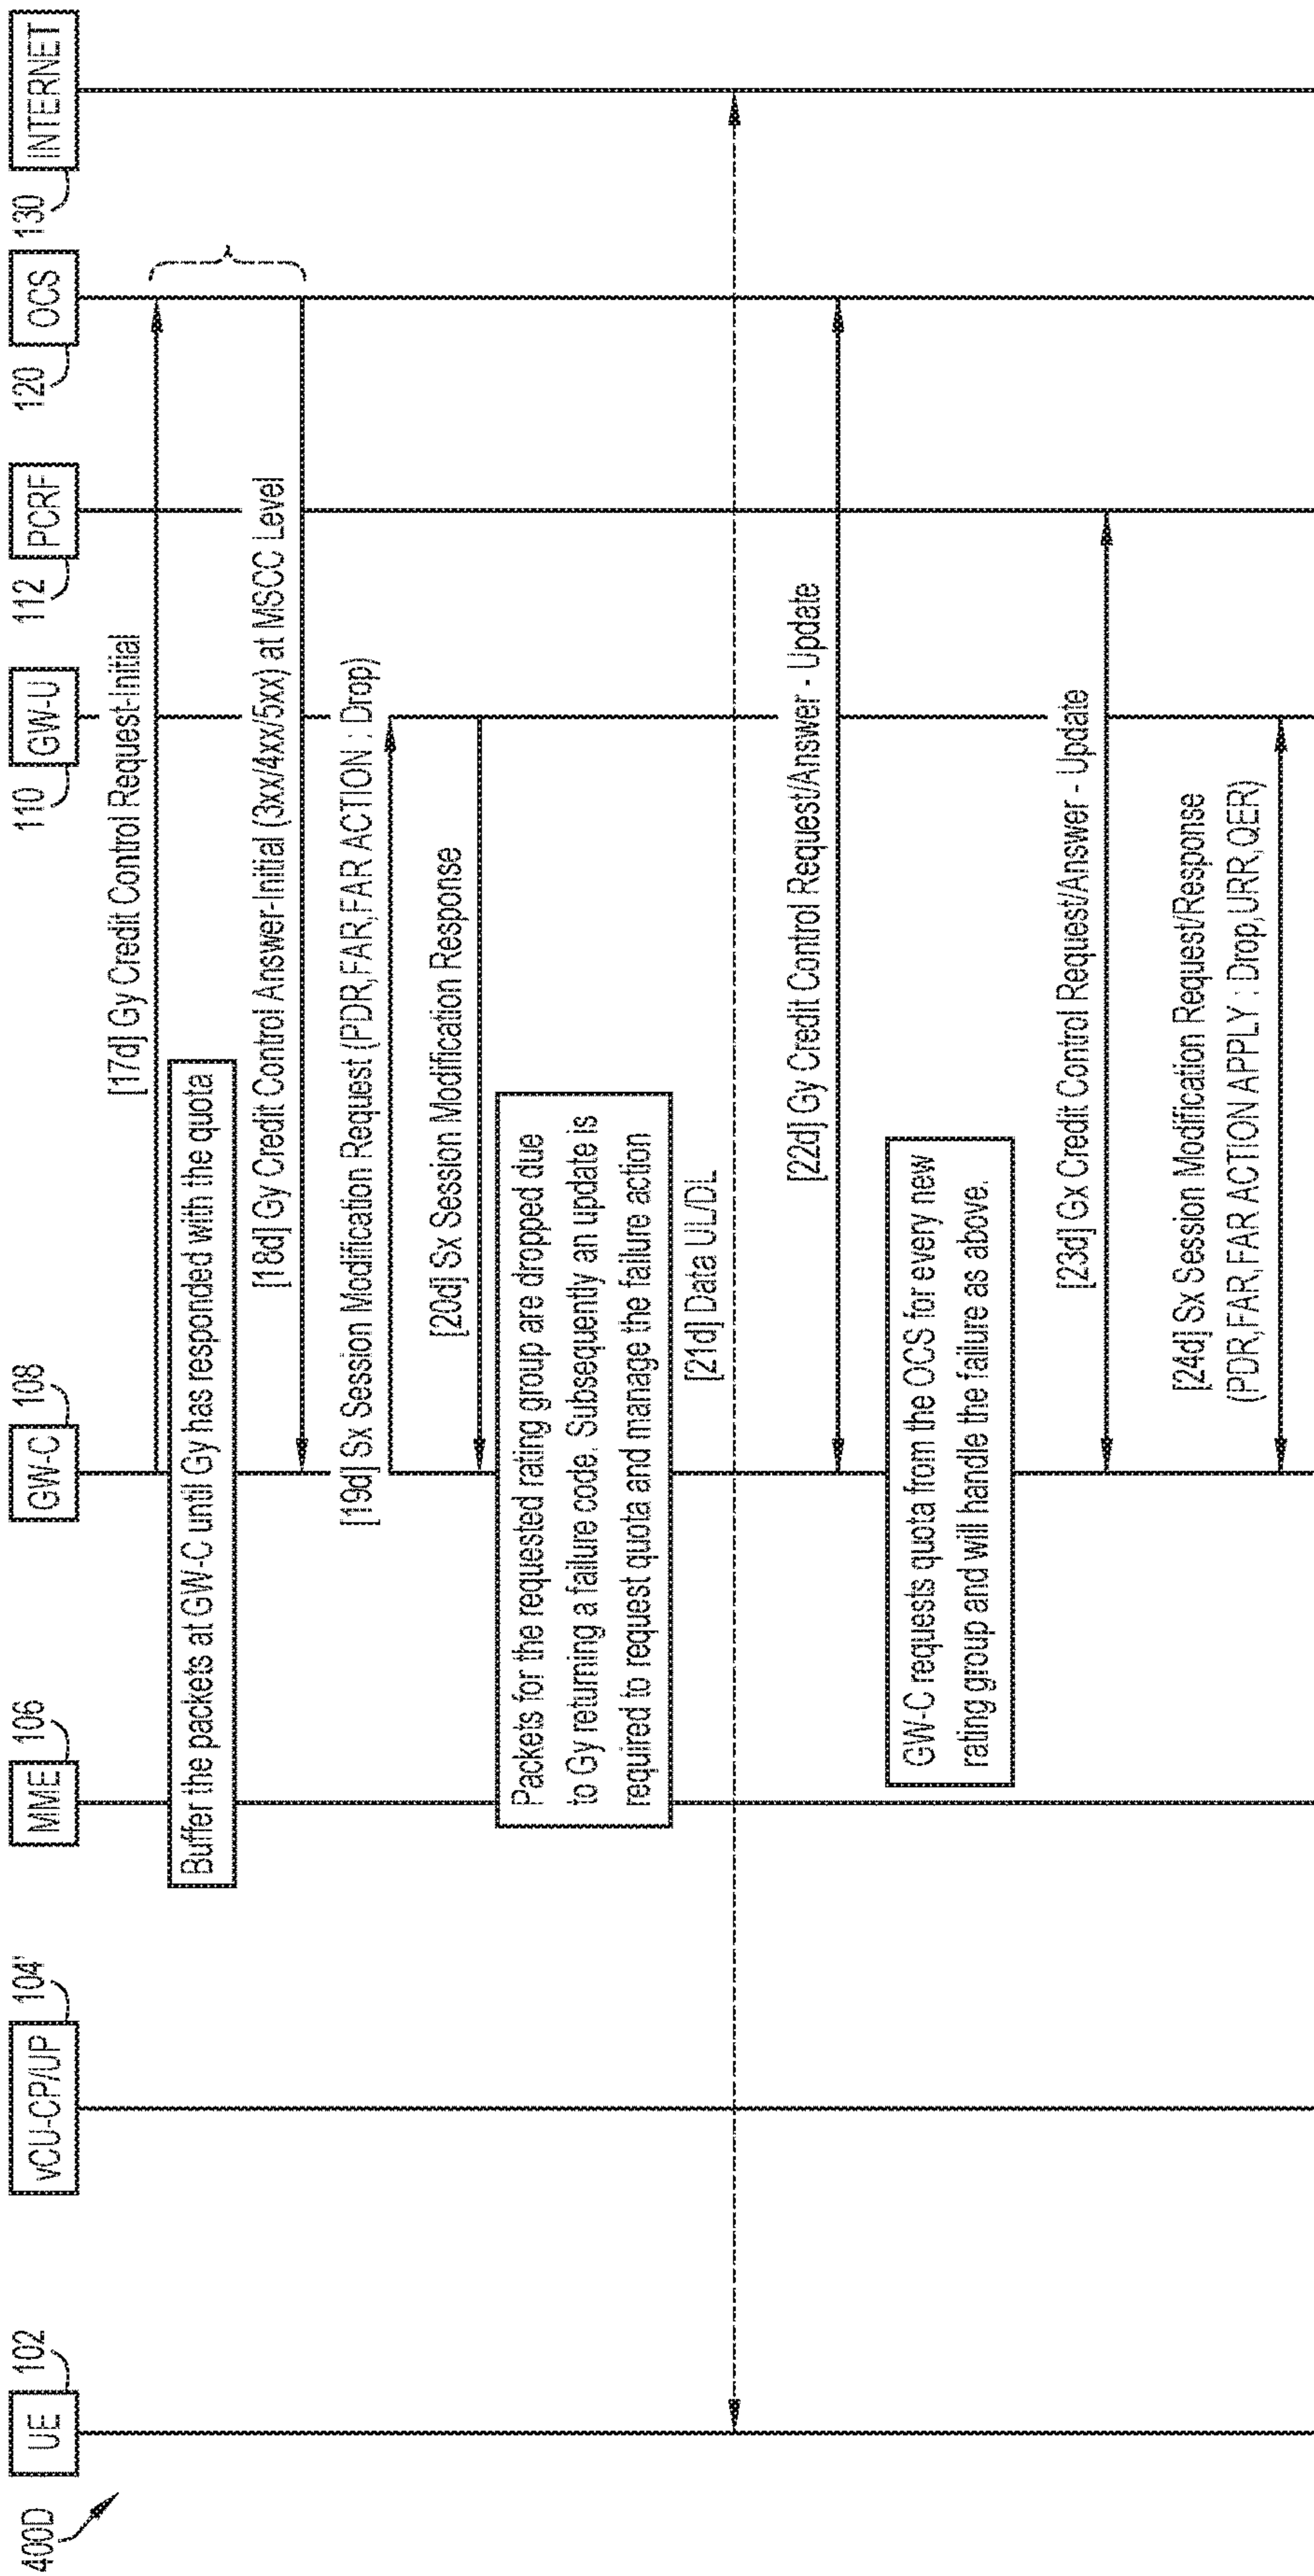 400D
UE
102
vCU-CP/UP
104'
MME
106
GW-C
108
GW-U
110
PCRF
112
OCS
120
INTERNET
130
[17d] Gy Credit Control Request-Initial
Buffer the packets at GW-C until Gy has responded with the quota
[18d] Gy Credit Control Answer-Initial (3xx/4xx/5xx) at MSCC Level
[19d] Sx Session Modification Request (PDR,FAR,FAR ACTION : Drop)
[20d] Sx Session Modification Response
Packets for the requested rating group are dropped due
to Gy returning a failure code. Subsequently an update is
required to request quota and manage the failure action
[21d] Data UL/DL
[22d] Gy Credit Control Request/Answer - Update
GW-C requests quota from the OCS for every new
rating group and will handle the failure as above.
[23d] Gx Credit Control Request/Answer - Update
[24d] Sx Session Modification Request/Response
(PDR,FAR,FAR ACTION APPLY : Drop,URR,QER)